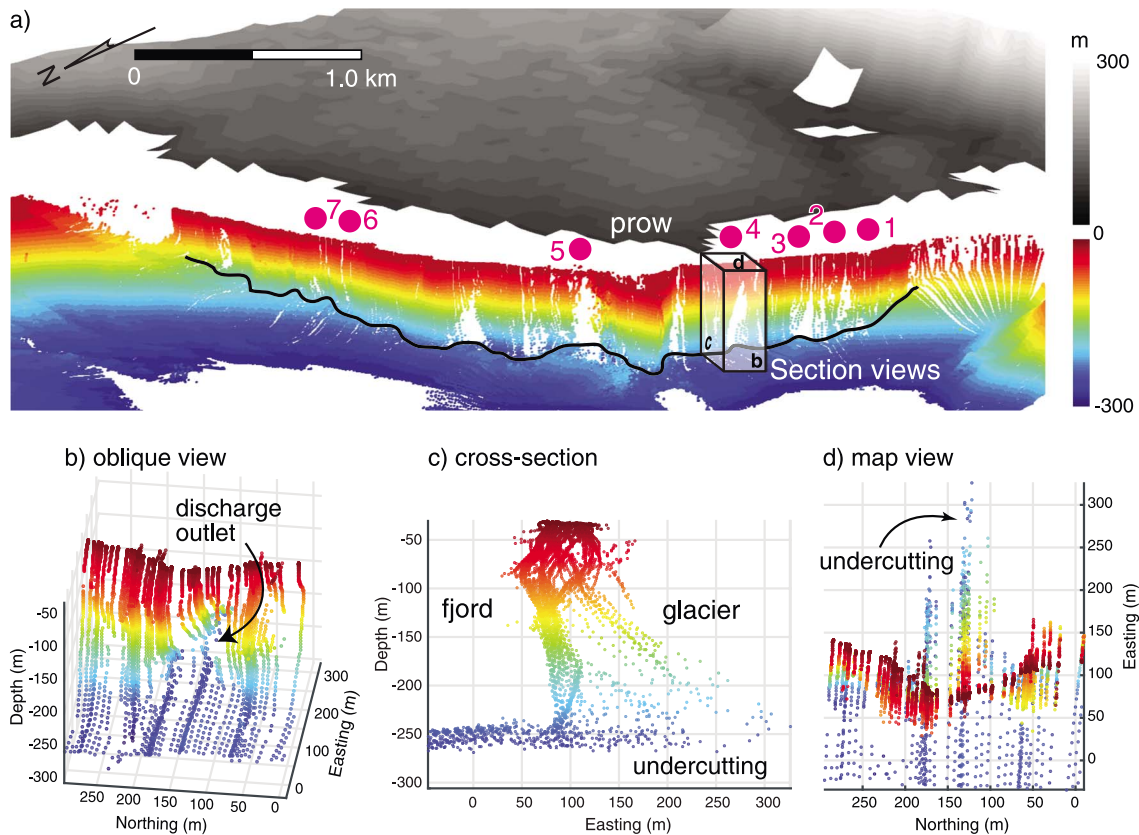 a)
N
0
1.0 km
m
300
0
-300
7
6
5
prow
4
3
2
1
d
c
b
Section views
b) oblique view
discharge
outlet
-50
-100
-150
-200
-250
-300
Depth (m)
250
200
150
100
50
0
Northing (m)
0
100
200
300
Easting (m)
c) cross-section
-50
-100
-150
-200
-250
-300
Depth (m)
fjord
glacier
undercutting
0
50
100
150
200
250
300
Easting (m)
d) map view
undercutting
300
250
200
150
100
50
0
Easting (m)
250
200
150
100
50
0
Northing (m)